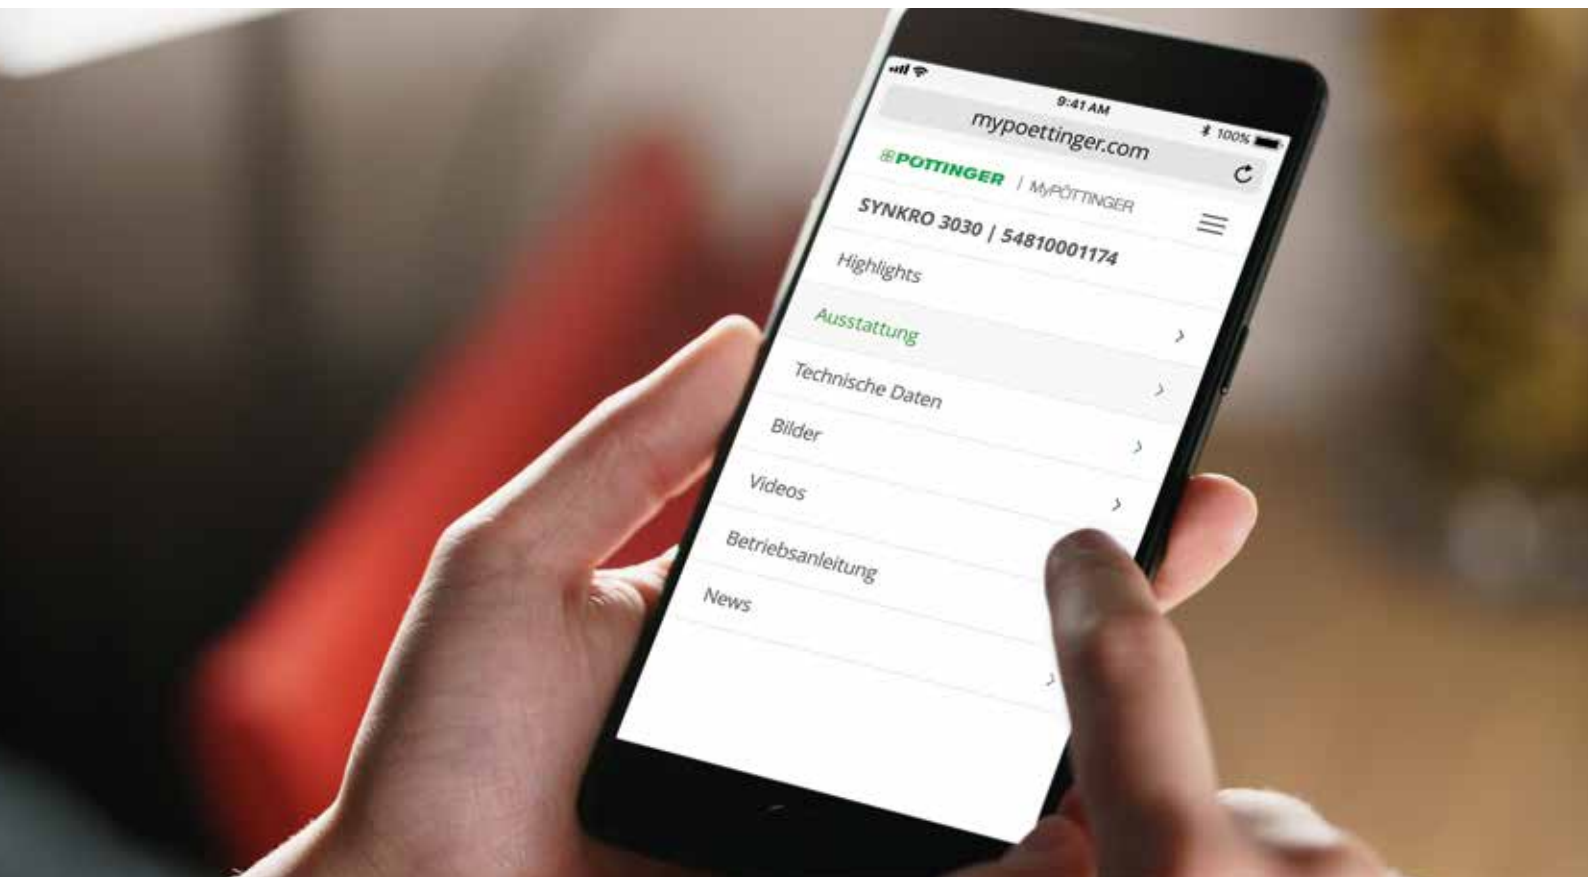 9:41 AM
100%
mypoettinger.com
PÖTTINGER | MyPÖTTINGER
SYNKRO 3030 | 54810001174
Highlights
Ausstattung
Technische Daten
Bilder
Videos
Betriebsanleitung
News